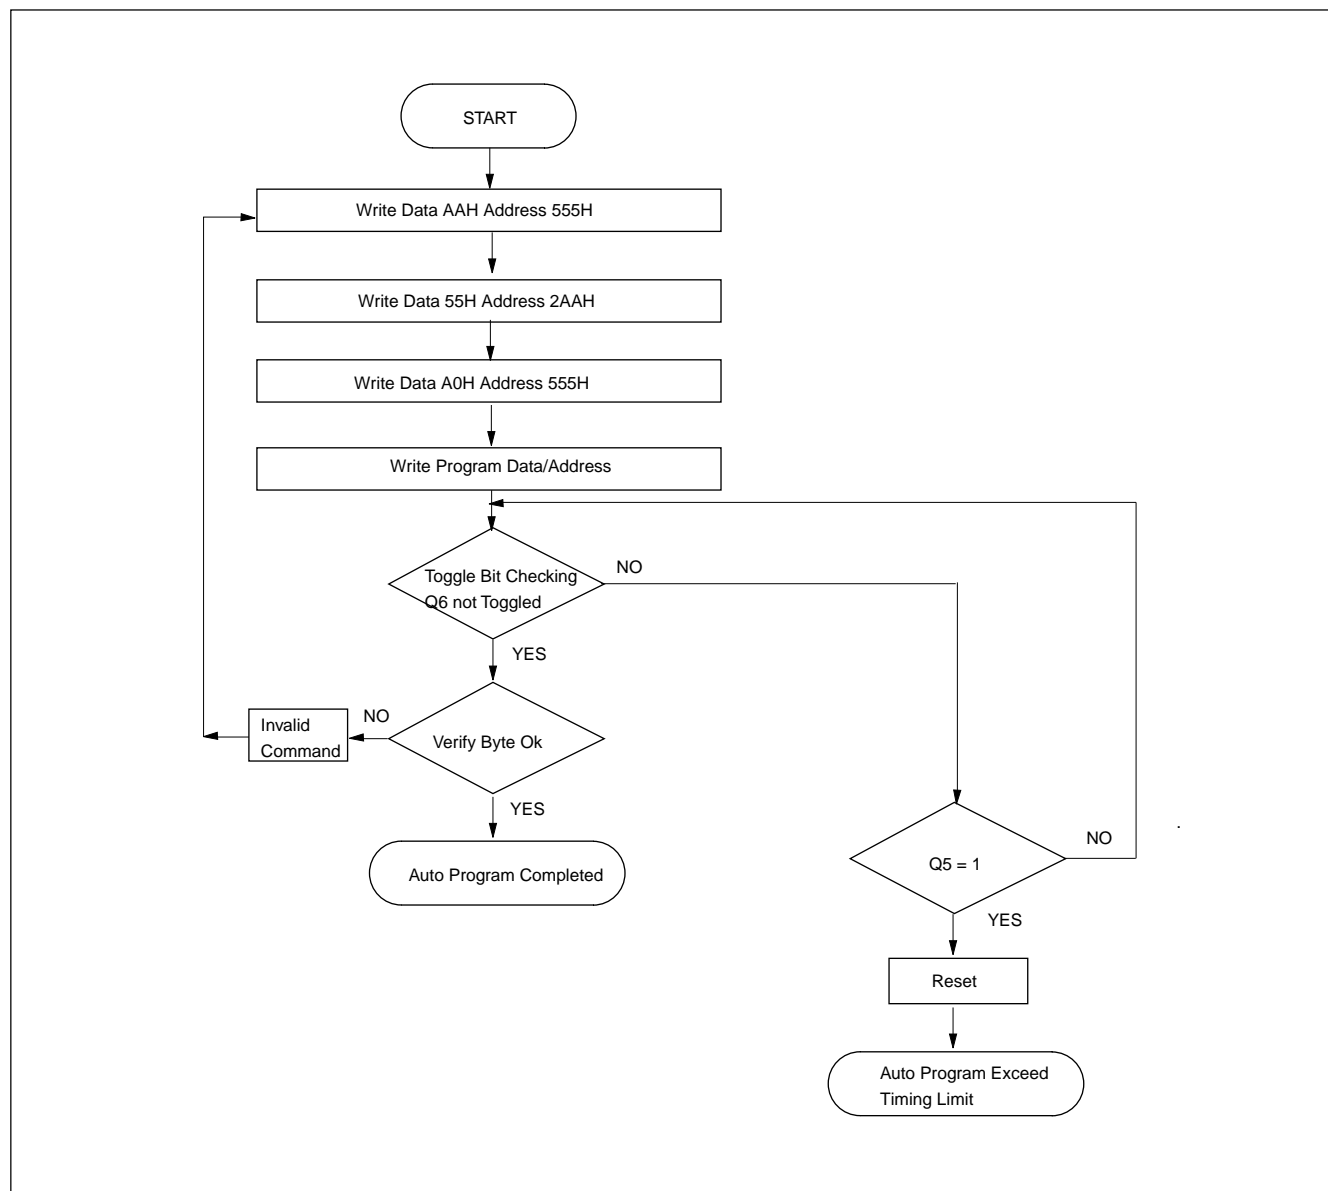 START
Write Data AAH Address 555H
Write Data 55H Address 2AAH
Write Data A0H Address 555H
Write Program Data/Address
Toggle Bit Checking
Q6 not Toggled
NO
YES
Invalid
Command
NO
Verify Byte Ok
YES
Auto Program Completed
Q5 = 1
NO
YES
Reset
Auto Program Exceed
Timing Limit